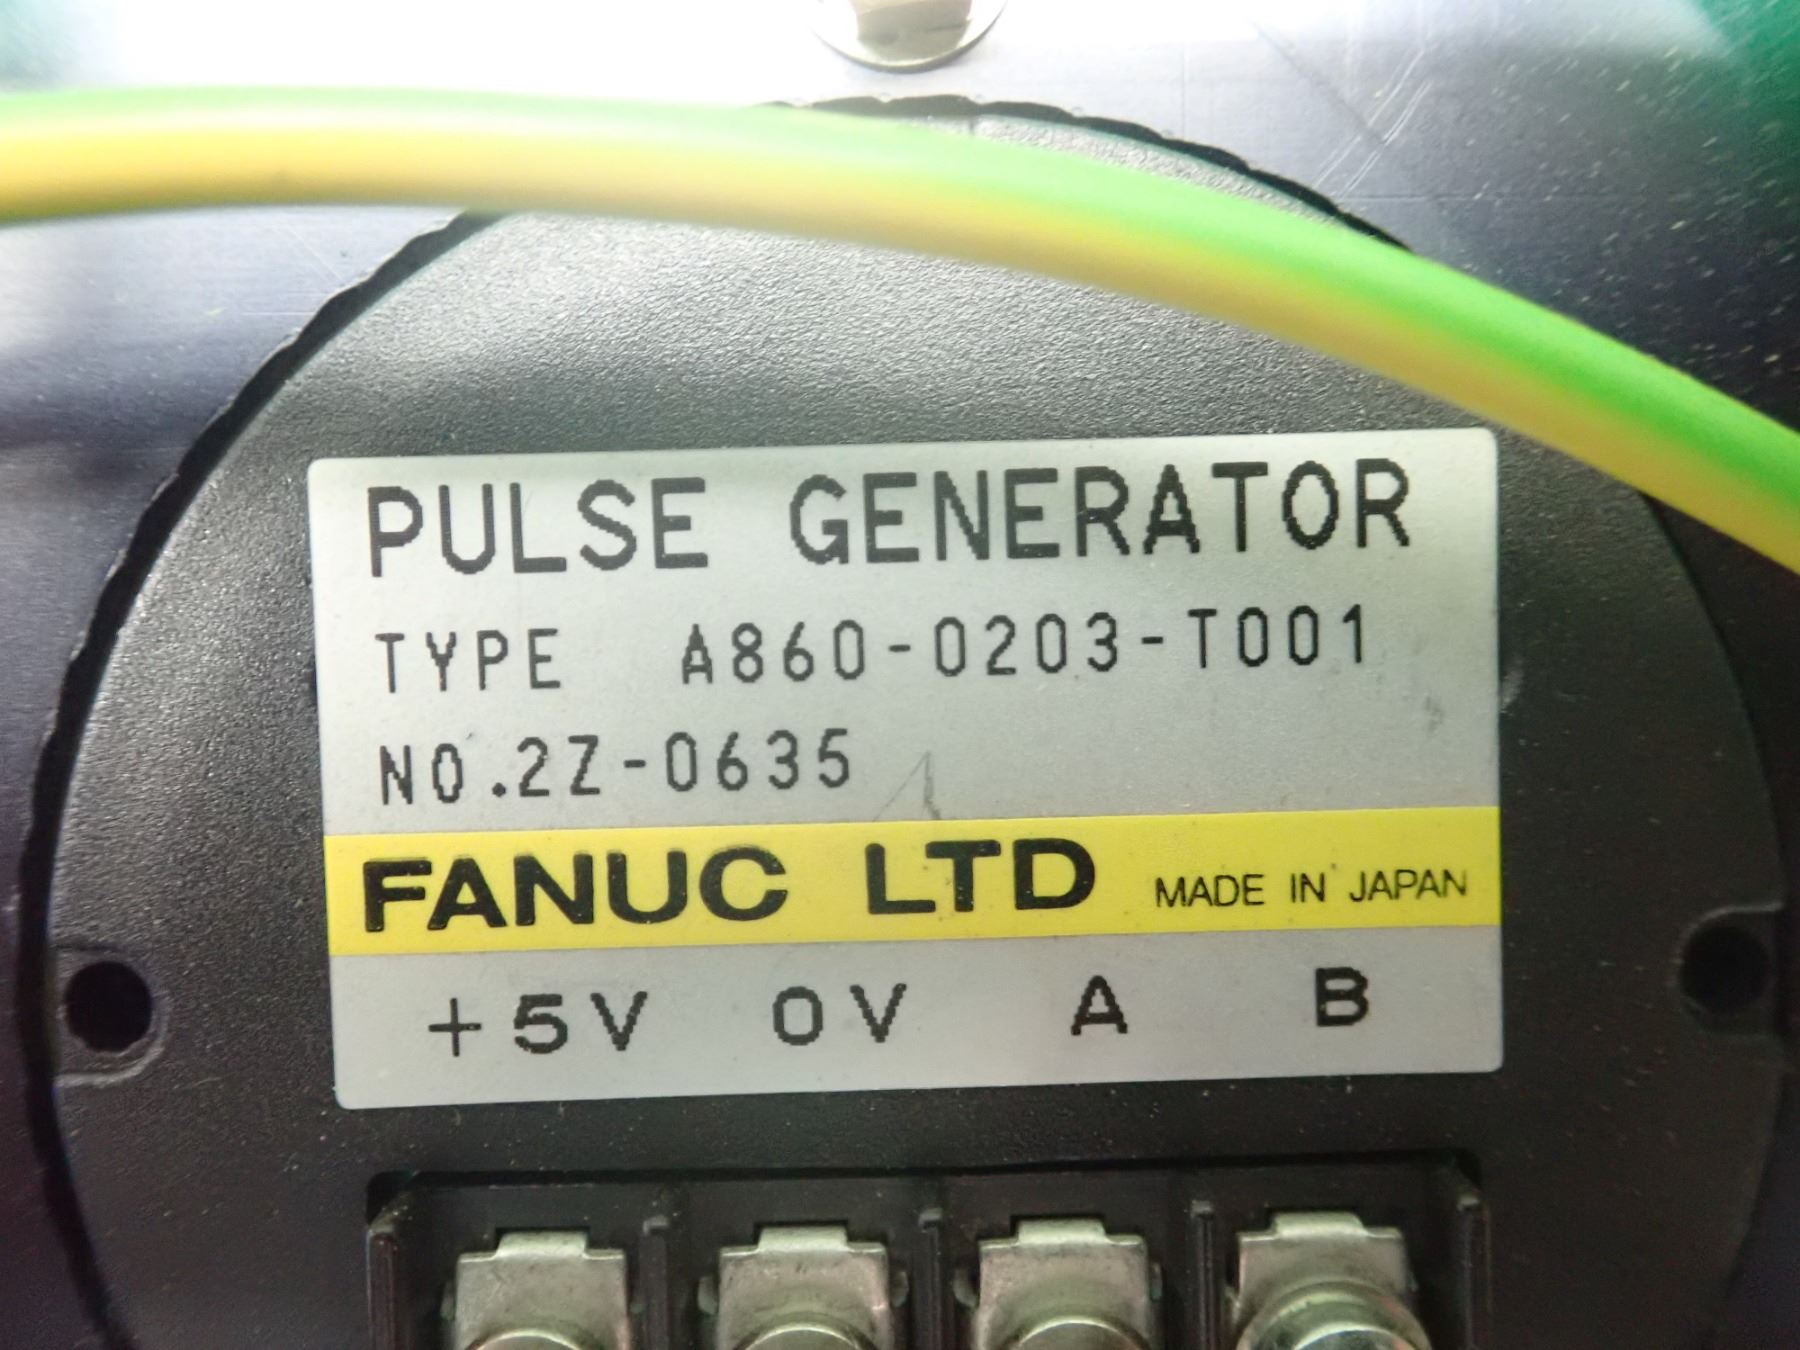 PULSE GENERATOR
TYPE A860-0203-T001
NO.2Z-0635
FANUC LTD MADE IN JAPAN
+5V 0V A B